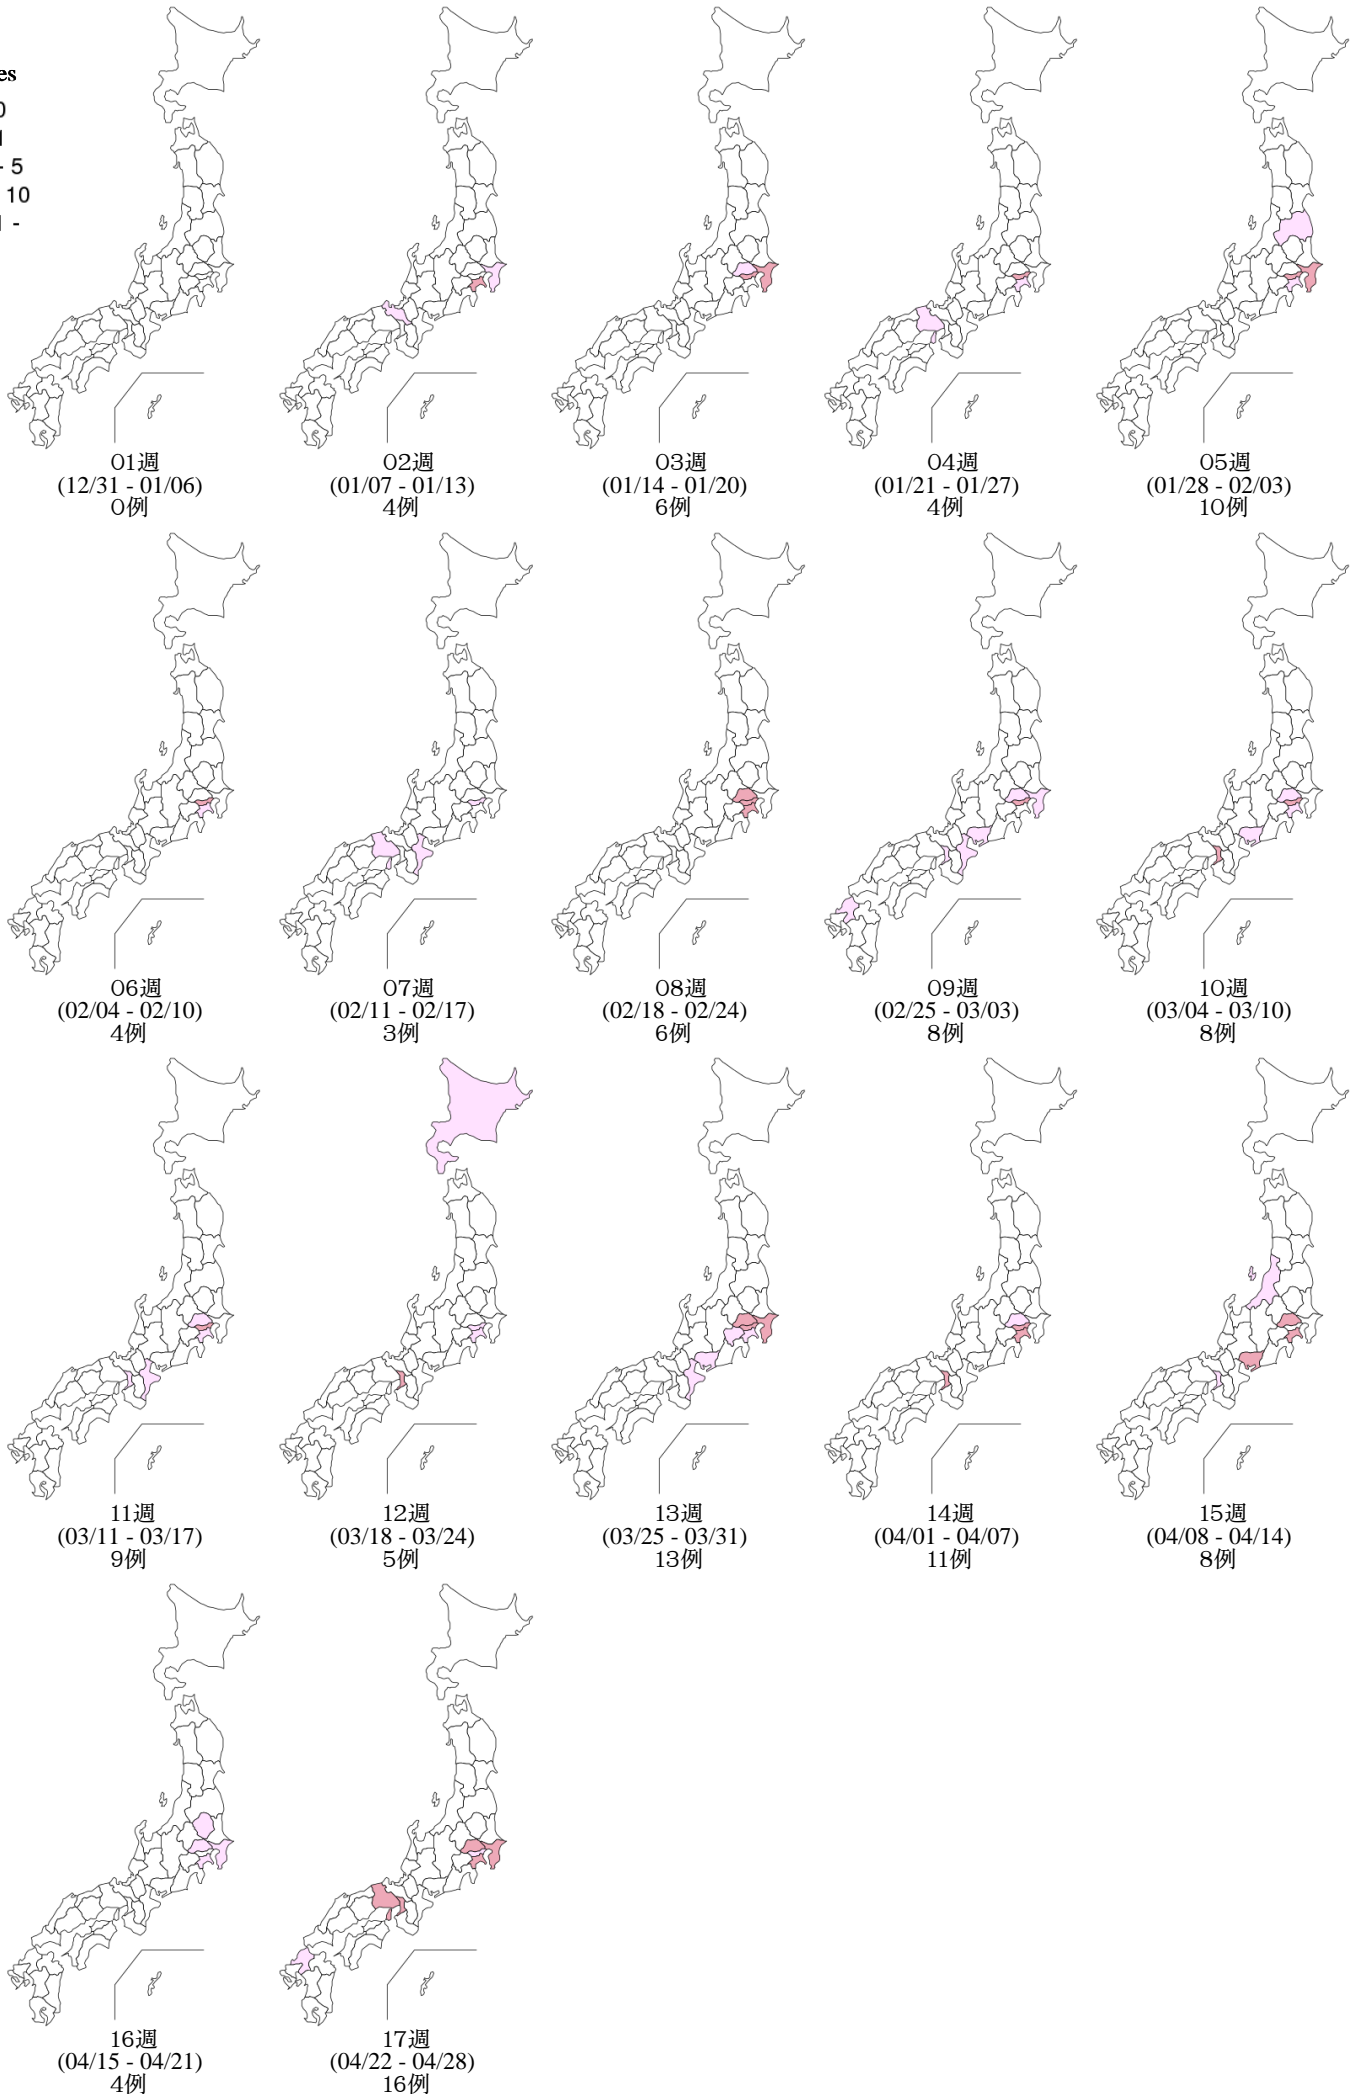 es
0
1
- 5
10
1 -
01週
(12/31 - 01/06)
0例
02週
(01/07 - 01/13)
4例
03週
(01/14 - 01/20)
6例
04週
(01/21 - 01/27)
4例
05週
(01/28 - 02/03)
10例
06週
(02/04 - 02/10)
4例
07週
(02/11 - 02/17)
3例
08週
(02/18 - 02/24)
6例
09週
(02/25 - 03/03)
8例
10週
(03/04 - 03/10)
8例
11週
(03/11 - 03/17)
9例
12週
(03/18 - 03/24)
5例
13週
(03/25 - 03/31)
13例
14週
(04/01 - 04/07)
11例
15週
(04/08 - 04/14)
8例
16週
(04/15 - 04/21)
4例
17週
(04/22 - 04/28)
16例